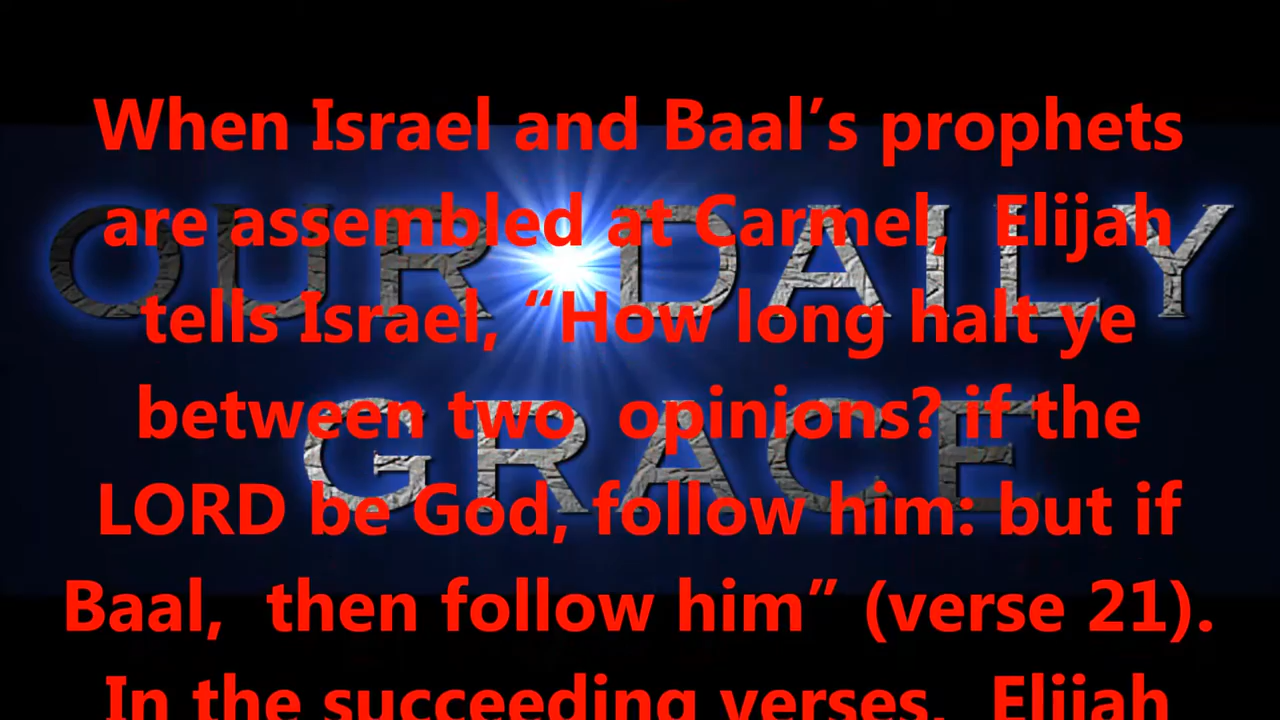 When Israel and Baal’s prophets
are assembled at Carmel, Elijah
tells Israel, “How long halt ye
between two opinions? if the
LORD be God, follow him: but if
Baal, then follow him” (verse 21).
In the succeeding verses, Elijah
OUR DAILY
GRACE